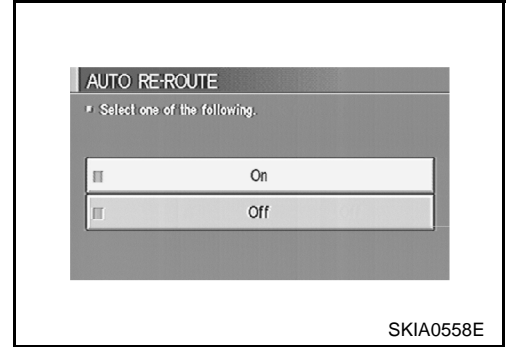 AUTO RE-ROUTE
Select one of the following.
On
Off
SKIA0558E